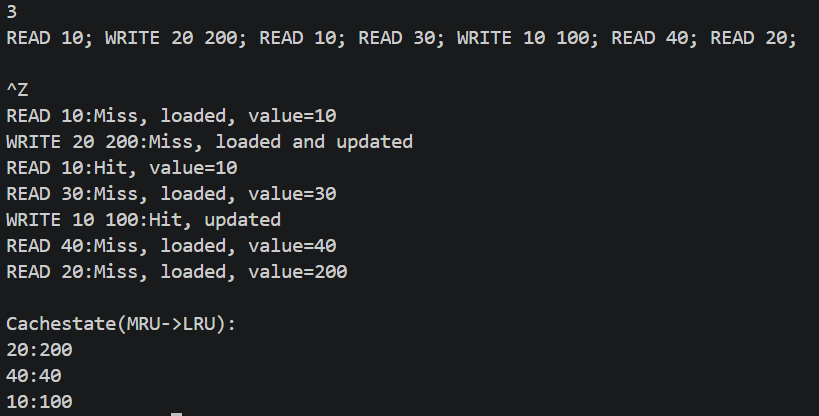 3
READ 10; WRITE 20 200; READ 10; READ 30; WRITE 10 100; READ 40; READ 20;
^Z
READ 10:Miss, loaded, value=10
WRITE 20 200:Miss, loaded and updated
READ 10:Hit, value=10
READ 30:Miss, loaded, value=30
WRITE 10 100:Hit, updated
READ 40:Miss, loaded, value=40
READ 20:Miss, loaded, value=200
Cachestate(MRU->LRU):
20:200
40:40
10:100